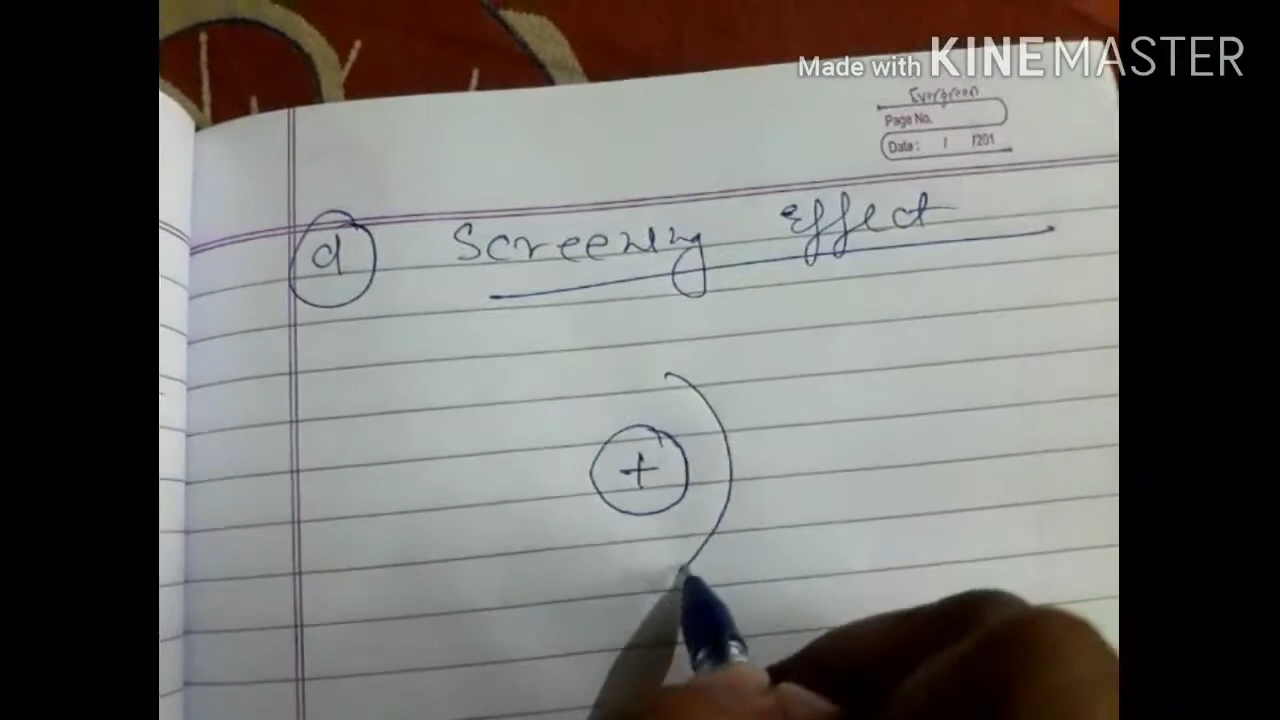 Made with KINEMASTER
Evergreen
Page No.
Date : / /201
d Screening Effect
+